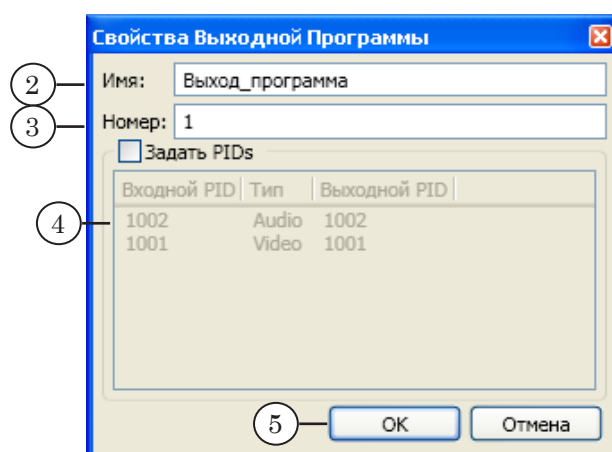 Свойства Выходной Программы
2 Имя: Выход_программа
3 Номер: 1
Задать PIDs
Входной PID Тип Выходной PID
4 1002 Audio 1002
1001 Video 1001
5 OK Отмена